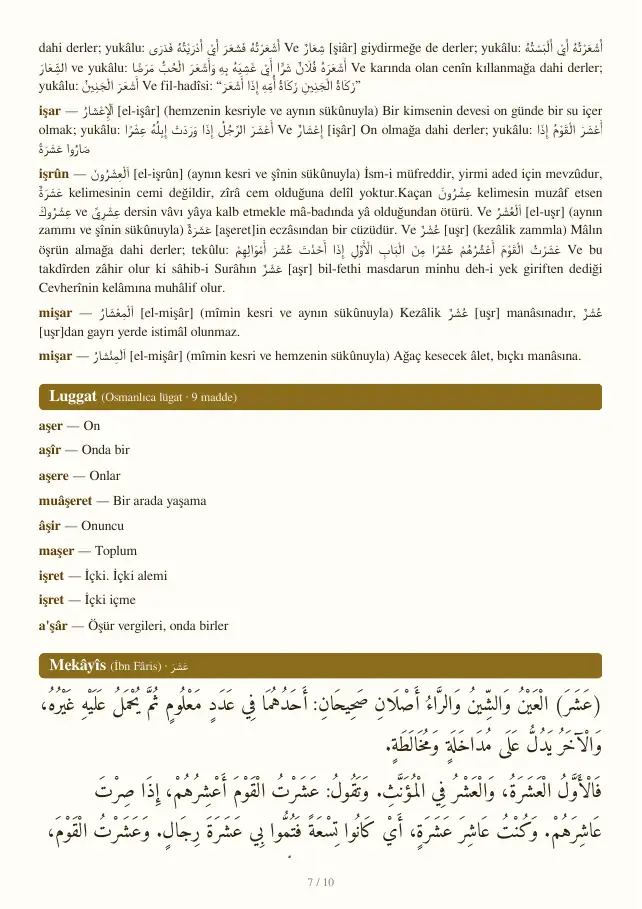 dahi derler; yukâlu: أَشْعَرْتُهُ فَشَعَرَ أَيْ أَدْرَيْتُهُ فَدَرَى Ve شِعَارٌ [şiâr] giydirmeğe de derler; yukâlu: أَشْعَرْتُهُ أَيْ أَلْبَسْتُهُ
الشِّعَارَ ve yukâlu: أَشْعَرَهُ فُلَانٌ شَرًّا أَيْ غَشِيَهُ بِهِ وَأَشْعَرَ الْحُبُّ مَرَضًا Ve karında olan cenîn kıllanmağa dahi derler;
yukâlu: أَشْعَرَ الْجَنِينُ Ve fil-hadîsi: “زَكَاةُ الْجَنِينِ زَكَاةُ أُمِّهِ إِذَا أَشْعَرَ”
işar — اَلْإِعْشَارُ [el-işâr] (hemzenin kesriyle ve aynın sükûnuyla) Bir kimsenin devesi on günde bir su içer
olmak; yukâlu: أَعْشَرَ الرَّجُلُ إِذَا وَرَدَتْ إِبِلُهُ عِشْرًا Ve إِعْشَارٌ [işâr] On olmağa dahi derler; yukâlu: أَعْشَرَ الْقَوْمُ إِذَا
صَارُوا عَشَرَةً
işrûn — اَلْعِشْرُونَ [el-işrûn] (aynın kesri ve şînin sükûnuyla) İsm-i müfreddir, yirmi aded için mevzûdur,
عَشَرَةٌ kelimesinin cemi değildir, zîrâ cem olduğuna delîl yoktur.Kaçan عِشْرُونَ kelimesin muzâf etsen
عِشْرُوكَ ve عِشْرِيَّ dersin vâvı yâya kalb etmekle mâ-badında yâ olduğundan ötürü. Ve اَلْعُشْرُ [el-uşr] (aynın
zammı ve şînin sükûnuyla) عَشَرَةٌ [aşeret]in eczâsından bir cüzüdür. Ve عُشْرٌ [uşr] (kezâlik zammla) Mâlın
öşrün almağa dahi derler; tekûlu: عَشَرْتُ الْقَوْمَ أَعْشُرُهُمْ عُشْرًا مِنَ الْبَابِ الْأَوَّلِ إِذَا أَخَذْتَ عُشْرَ أَمْوَالِهِمْ Ve bu
takdîrden zâhir olur ki sâhib-i Surâhın عَشْرٌ [aşr] bil-fethi masdarun minhu deh-i yek giriften dediği
Cevherînin kelâmına muhâlif olur.
mişar — اَلْمِعْشَارُ [el-mişâr] (mîmin kesri ve aynın sükûnuyla) Kezâlik عُشْرٌ [uşr] manâsınadır, عُشْرٌ
[uşr]dan gayrı yerde istimâl olunmaz.
mişar — اَلْمِئْشَارُ [el-mişâr] (mîmin kesri ve hemzenin sükûnuyla) Ağaç kesecek âlet, bıçkı manâsına.
Luggat (Osmanlıca lügat · 9 madde)
aşer — On
aşîr — Onda bir
aşere — Onlar
muâşeret — Bir arada yaşama
âşir — Onuncu
maşer — Toplum
işret — İçki. İçki alemi
işret — İçki içme
a'şâr — Öşür vergileri, onda birler
Mekâyîs (İbn Fâris) · عَشَرَ
(عَشَرَ) الْعَيْنُ وَالشِّينُ وَالرَّاءُ أَصْلَانِ صَحِيحَانِ: أَحَدُهُمَا فِي عَدَدٍ مَعْلُومٍ ثُمَّ يُحْمَلُ عَلَيْهِ غَيْرُهُ،
وَالْآخَرُ يَدُلُّ عَلَى مُدَاخَلَةٍ وَمُخَالَطَةٍ.
فَالْأَوَّلُ الْعَشَرَةُ، وَالْعَشْرُ فِي الْمُؤَنَّثِ. وَتَقُولُ: عَشَرْتُ الْقَوْمَ أَعْشِرُهُمْ، إِذَا صِرْتَ
عَاشِرَهُمْ. وَكُنْتُ عَاشِرَ عَشَرَةٍ، أَيْ كَانُوا تِسْعَةً فَتُمُّوا بِي عَشَرَةَ رِجَالٍ. وَعَشَرْتُ الْقَوْمَ،
7 / 10